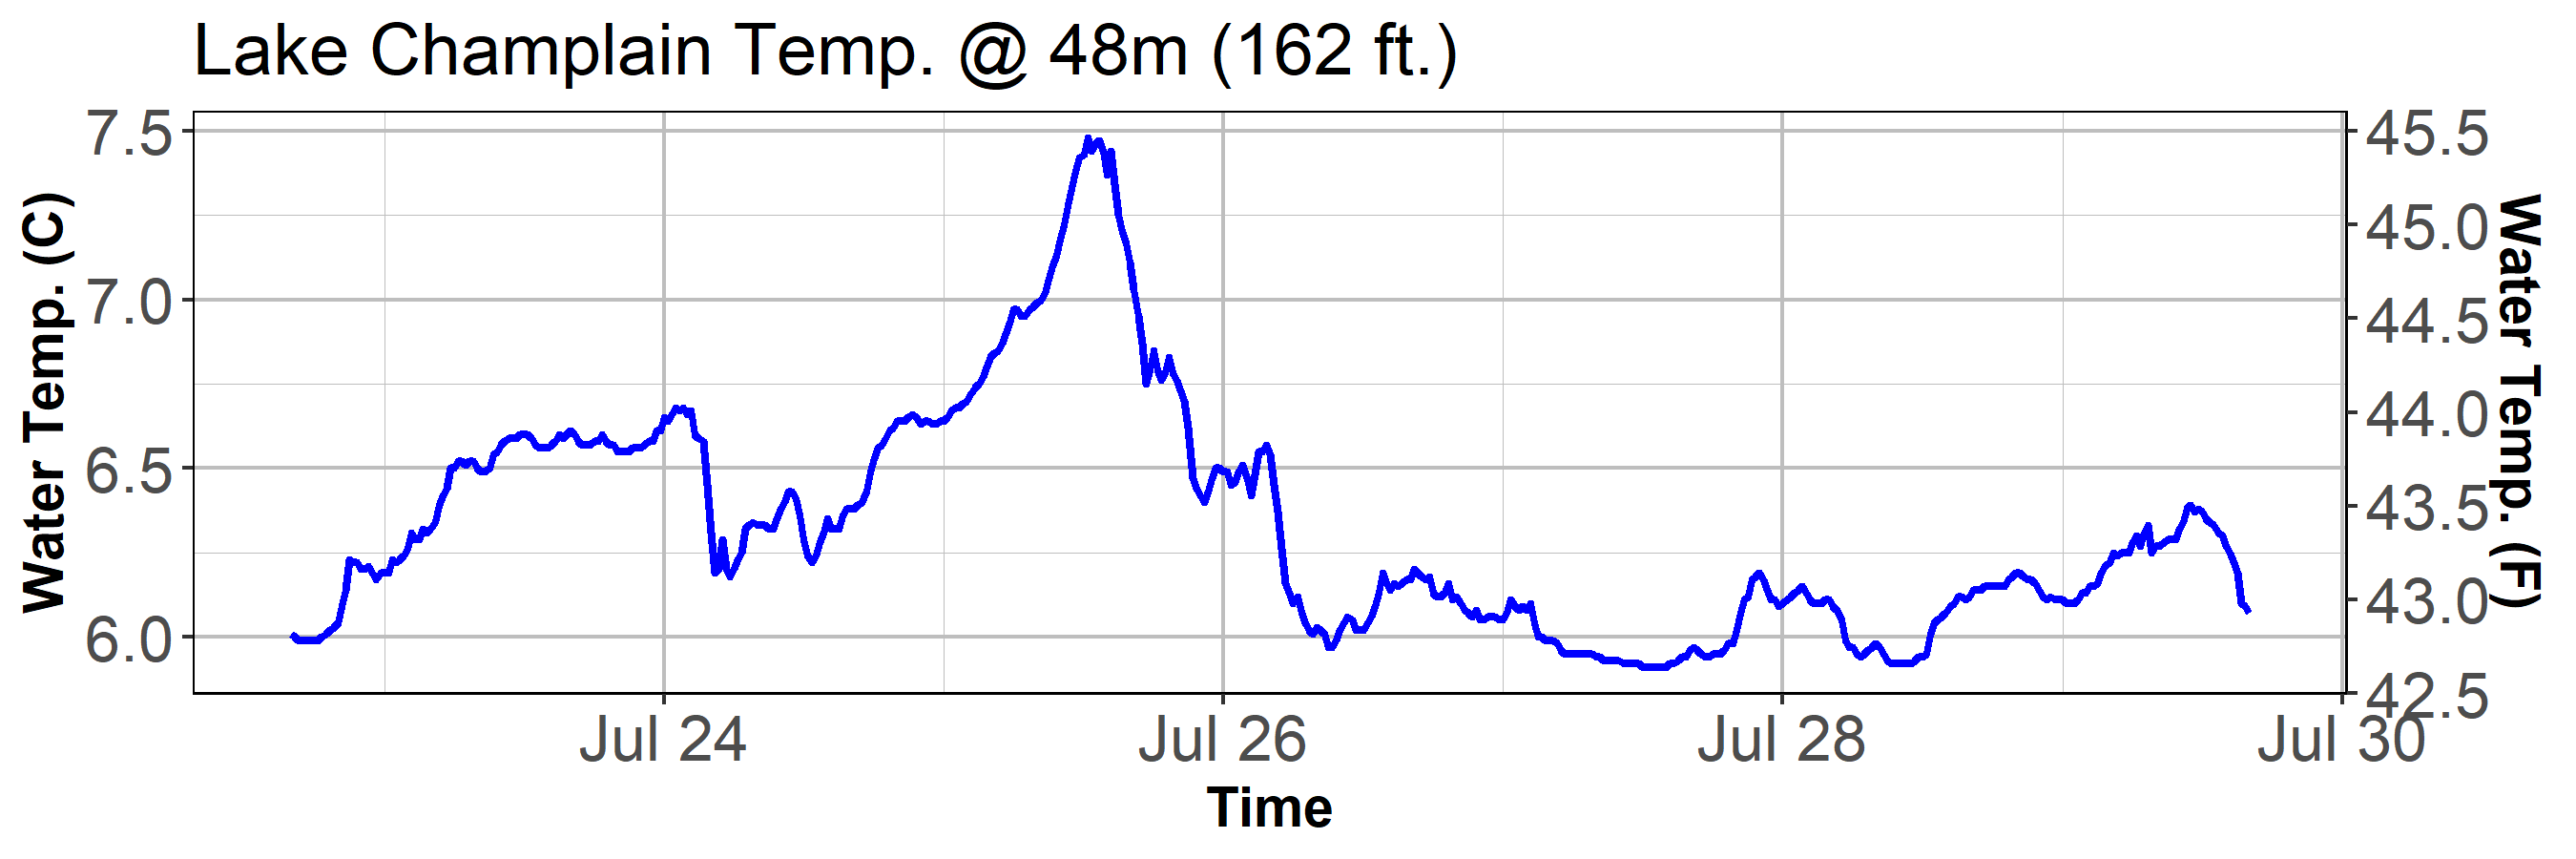 Lake Champlain Temp. @ 48m (162 ft.)
Water Temp. (C)
7.5
7.0
6.5
6.0
45.5
45.0
44.5
44.0
43.5
43.0
42.5
Water Temp. (F)
Jul 24 Jul 26 Jul 28 Jul 30
Time